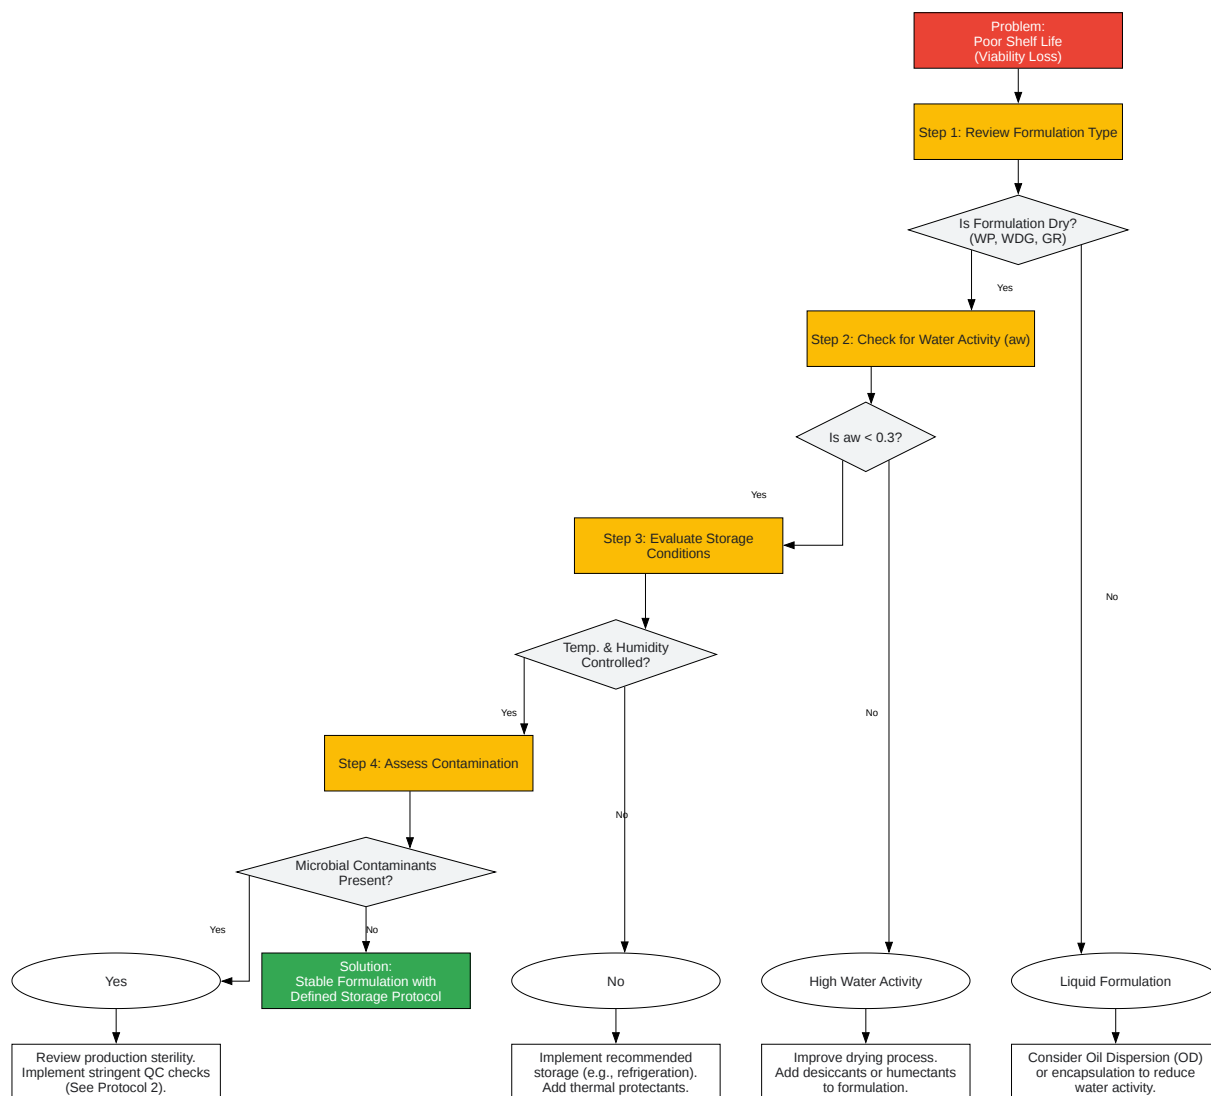 Problem:
Poor Shelf Life
(Viability Loss)
Step 1: Review Formulation Type
Is Formulation Dry?
(WP, WDG, GR)
Yes
Step 2: Check for Water Activity (aw)
Is aw < 0.3?
Yes
Step 3: Evaluate Storage
Conditions
No
Temp. & Humidity
Controlled?
Yes
No
Step 4: Assess Contamination
No
Microbial Contaminants
Present?
Yes
No
Yes
Solution:
Stable Formulation with
Defined Storage Protocol
No
High Water Activity
Liquid Formulation
Review production sterility.
Implement stringent QC checks
(See Protocol 2).
Implement recommended
storage (e.g., refrigeration).
Add thermal protectants.
Improve drying process.
Add desiccants or humectants
to formulation.
Consider Oil Dispersion (OD)
or encapsulation to reduce
water activity.